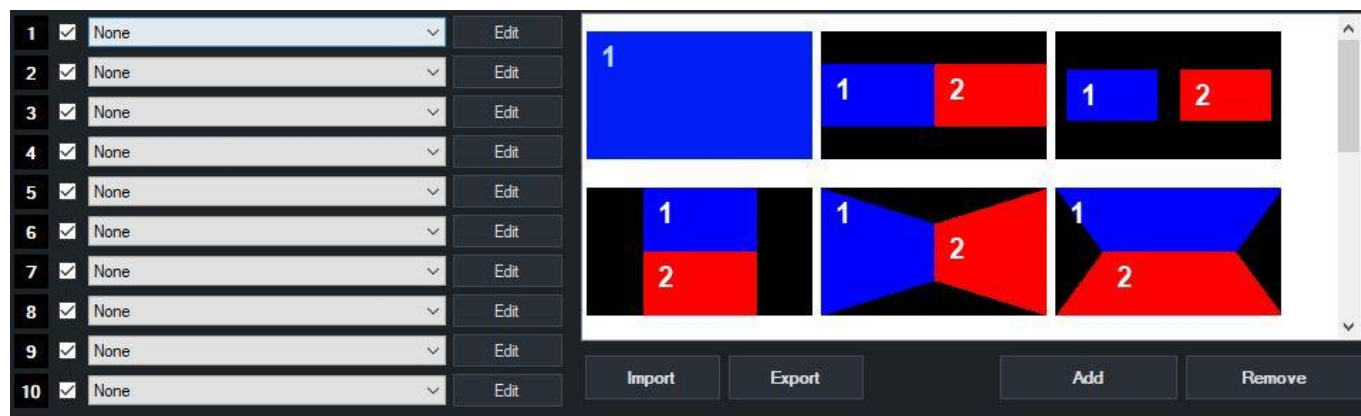 1 None Edit
2 None Edit
3 None Edit
4 None Edit
5 None Edit
6 None Edit
7 None Edit
8 None Edit
9 None Edit
10 None Edit
1
1 2
1 2
1
2
1 2
1
2
Import Export Add Remove